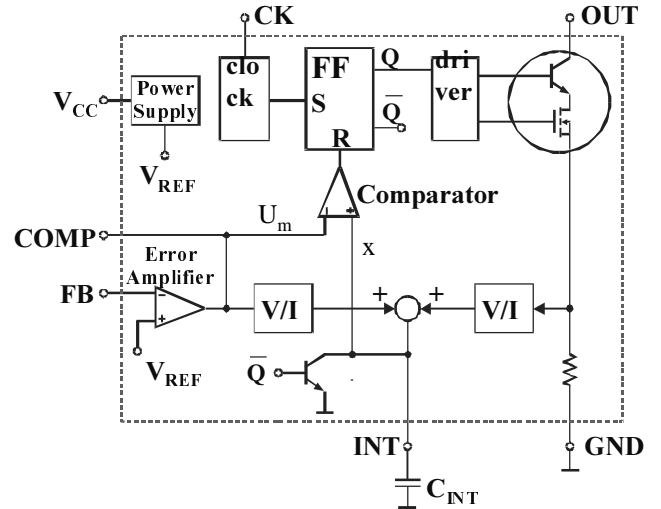 CK
OUT
clo
ck
FF
Q
S
Q
R
dri
ver
Power
Supply
V_CC
V_REF
Comparator
U_m
x
COMP
Error
Amplifier
FB
−
+
V_REF
V/I
+
+
V/I
Q
INT
GND
C_INT